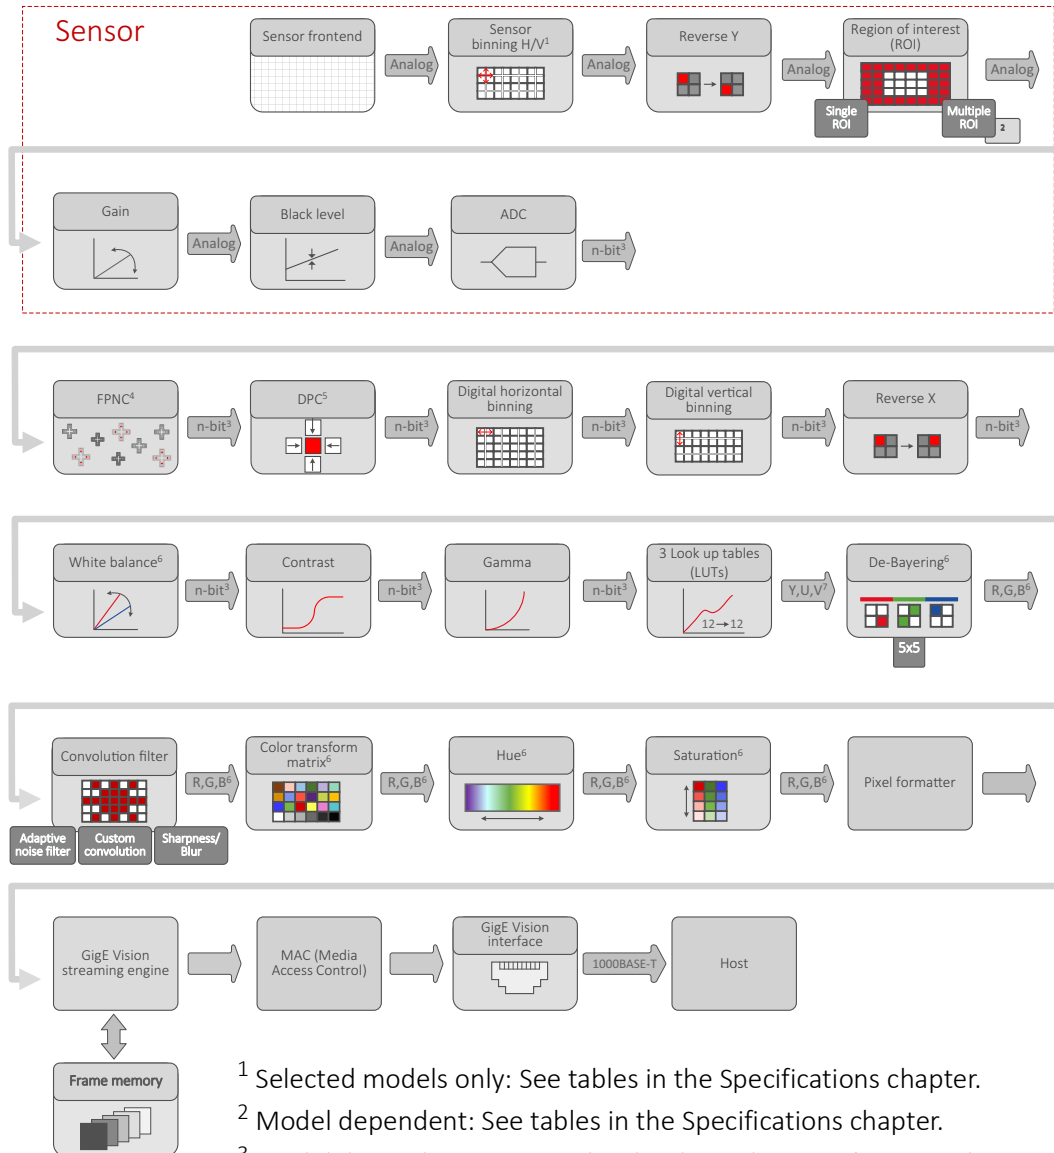 Sensor
Sensor frontend
Analog
Sensor
binning H/V¹
Analog
Reverse Y
Analog
Region of interest
(ROI)
Single
ROI
Multiple
ROI
2
Analog
Gain
Analog
Black level
Analog
ADC
n-bit³
FPNC⁴
n-bit³
DPC⁵
n-bit³
Digital horizontal
binning
n-bit³
Digital vertical
binning
n-bit³
Reverse X
n-bit³
White balance⁶
n-bit³
Contrast
n-bit³
Gamma
n-bit³
3 Look up tables
(LUTs)
12→12
Y,U,V⁷
De-Bayering⁶
5x5
R,G,B⁶
Convolution filter
Adaptive
noise filter
Custom
convolution
Sharpness/
Blur
R,G,B⁶
Color transform
matrix⁶
R,G,B⁶
Hue⁶
R,G,B⁶
Saturation⁶
R,G,B⁶
Pixel formatter
GigE Vision
streaming engine
MAC (Media
Access Control)
GigE Vision
interface
1000BASE-T
Host
Frame memory
¹ Selected models only: See tables in the Specifications chapter.
² Model dependent: See tables in the Specifications chapter.